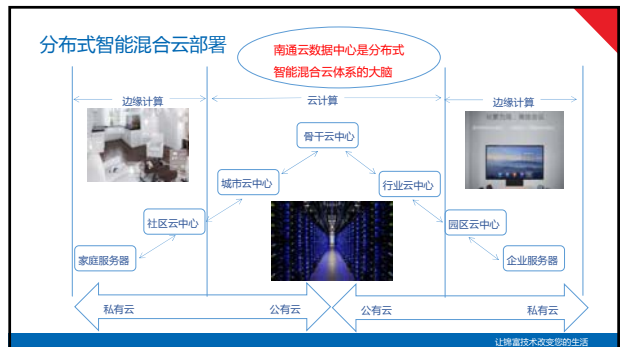 分布式智能混合云部署
南通云数据中心是分布式
智能混合云体系的大脑
边缘计算
云计算
边缘计算
骨干云中心
城市云中心
行业云中心
社区云中心
园区云中心
家庭服务器
企业服务器
私有云
公有云
公有云
私有云
让锦富技术改变您的生活